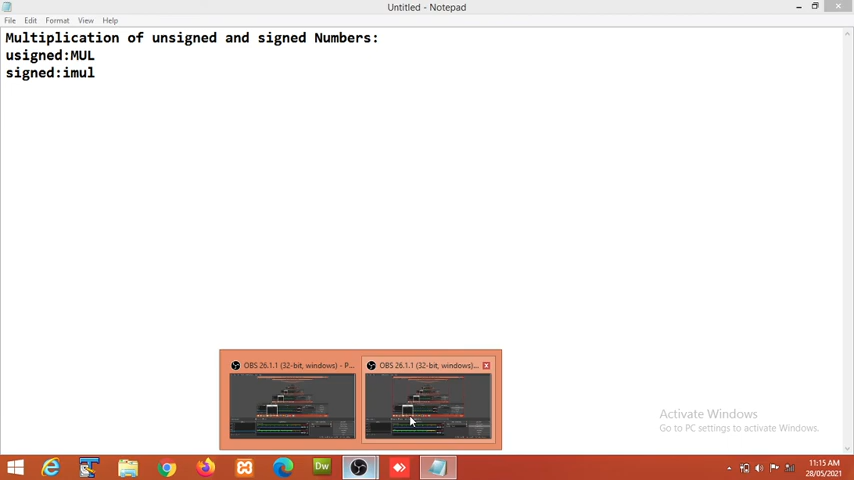 Untitled - Notepad
File Edit Format View Help
Multiplication of unsigned and signed Numbers:
usigned:MUL
signed:imul
OBS 26.1.1 (32-bit, windows) - P...
OBS 26.1.1 (32-bit, windows)...
Activate Windows
Go to PC settings to activate Windows.
Dw
11:15 AM
28/05/2021